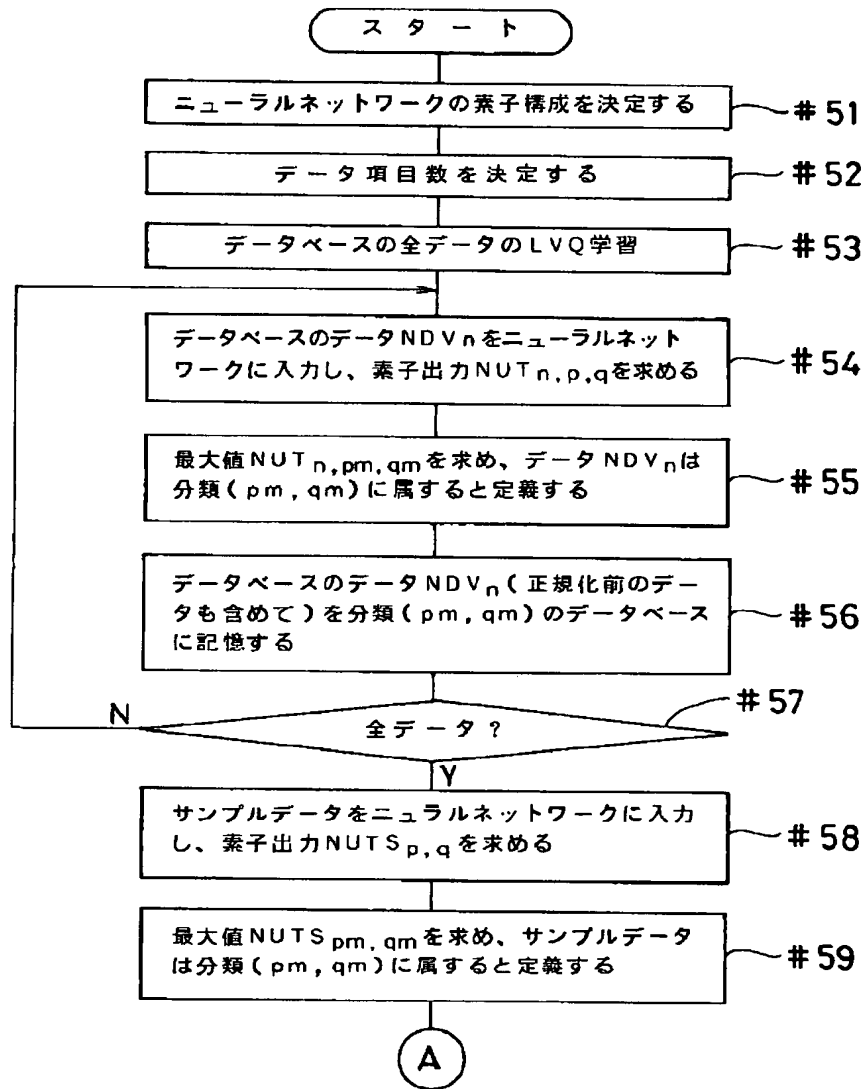 スタート
ニューラルネットワークの素子構成を決定する
#51
データ項目数を決定する
#52
データベースの全データのLVQ学習
#53
データベースのデータNDVnをニューラルネット
ワークに入力し、素子出力NUTn,p,qを求める
#54
最大値NUTn,pm,qmを求め、データNDVnは
分類(pm,qm)に属すると定義する
#55
データベースのデータNDVn(正規化前のデー
タも含めて)を分類(pm,qm)のデータベース
に記憶する
#56
#57
N
全データ?
Y
サンプルデータをニュラルネットワークに入力
し、素子出力NUTSp,qを求める
#58
最大値NUTSpm,qmを求め、サンプルデータ
は分類(pm,qm)に属すると定義する
#59
A